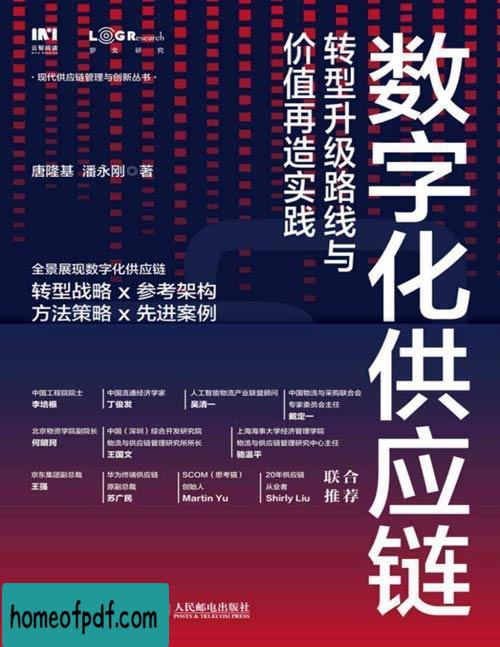 云智阅读
LOGResearch
罗戈研究
·现代供应链管理与创新丛书·
数字化供应链
转型升级路线与
价值再造实践
唐隆基 潘永刚◎著
全景展现数字化供应链
转型战略 x 参考架构
方法策略 x 先进案例
中国工程院院士
李培根
中国流通经济学家
丁俊发
人工智能物流产业联盟顾问
吴清一
中国物流与采购联合会
专家委员会主任
戴定一
北京物资学院副院长
何明珂
中国（深圳）综合开发研究院
物流与供应链管理研究所所长
王国文
上海海事大学经济管理学院
物流与供应链管理研究中心主任
骆温平
京东集团副总裁
王强
华为终端供应链
原副总裁
苏广民
SCOM（思考猫）
创始人
Martin Yu
20年供应链
从业者
Shirly Liu
联合
推荐
人民邮电出版社
POSTS & TELECOM PRESS
homeofpdf.com